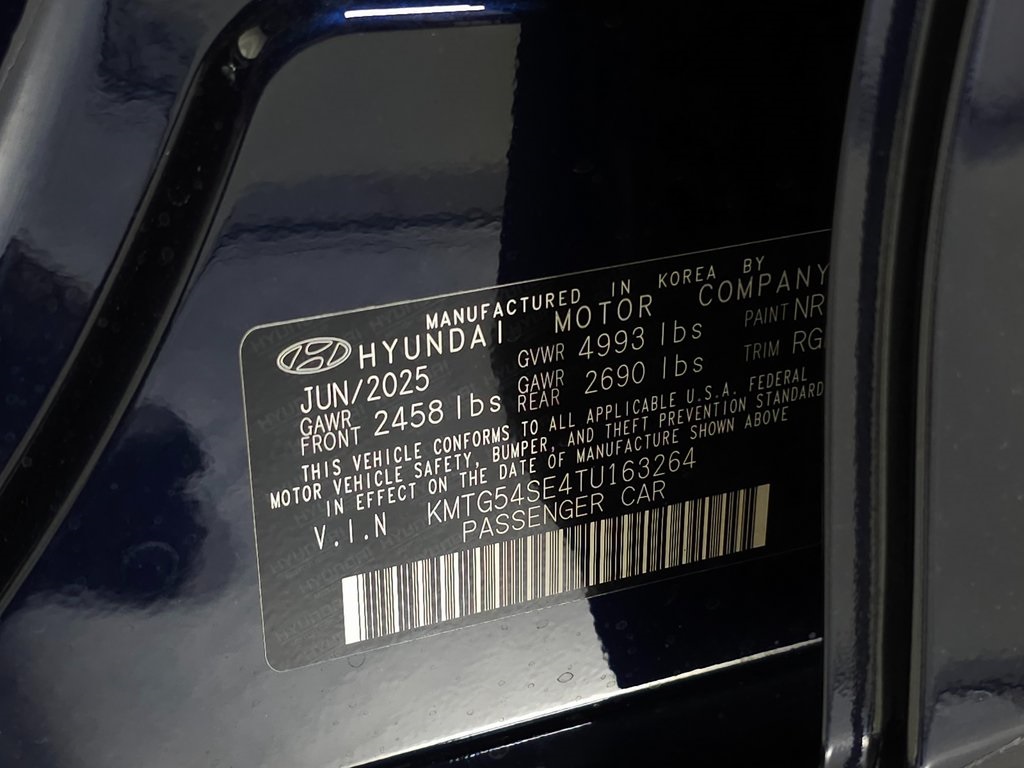 MANUFACTURED IN KOREA BY
HYUNDAI MOTOR COMPANY
JUN/2025 GVWR 4993 lbs PAINT NR
GAWR FRONT 2458 lbs GAWR REAR 2690 lbs TRIM RG
THIS VEHICLE CONFORMS TO ALL APPLICABLE U.S.A. FEDERAL
MOTOR VEHICLE SAFETY, BUMPER, AND THEFT PREVENTION STANDARD
IN EFFECT ON THE DATE OF MANUFACTURE SHOWN ABOVE
V.I.N KMTG54SE4TU163264
PASSENGER CAR